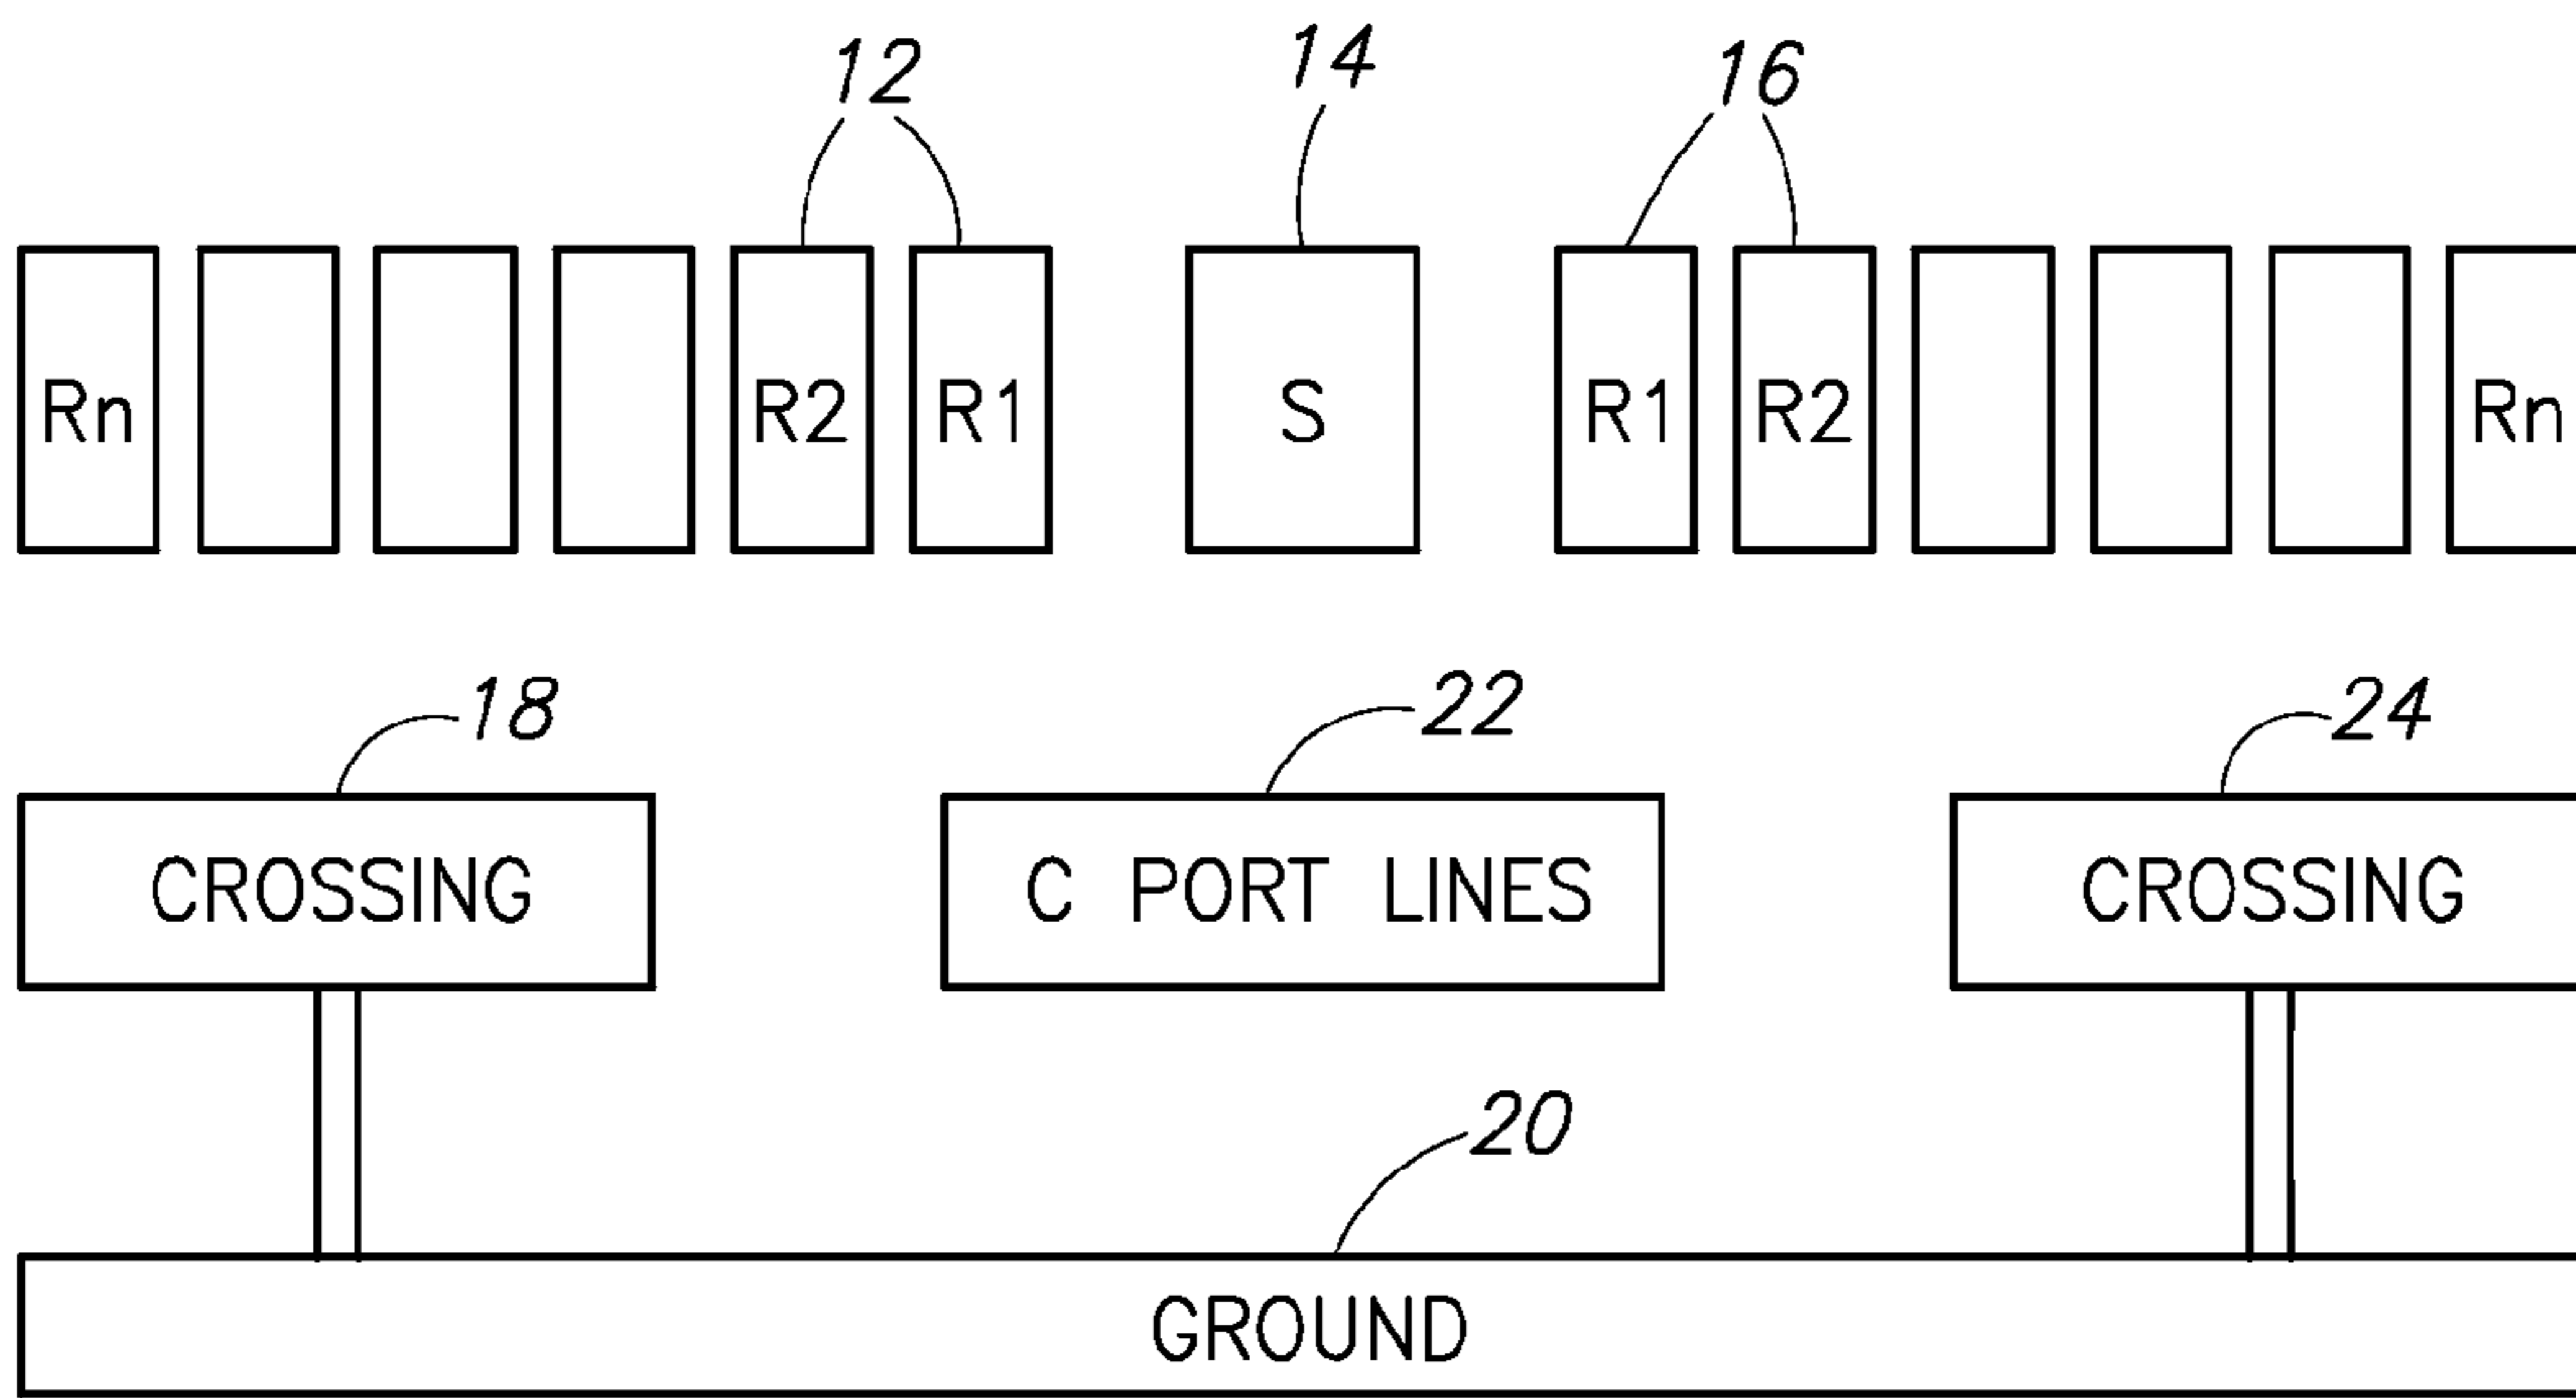 12 14 16
Rn R2 R1 S R1 R2 Rn
18 22 24
CROSSING C PORT LINES CROSSING
20
GROUND